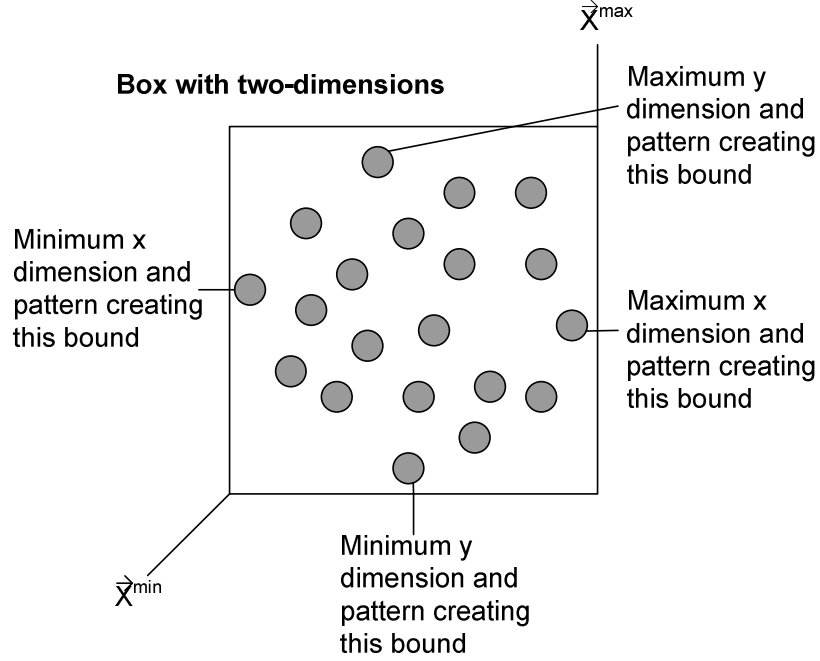 X⃗max
Box with two-dimensions
Maximum y
dimension and
pattern creating
this bound
Minimum x
dimension and
pattern creating
this bound
Maximum x
dimension and
pattern creating
this bound
Minimum y
dimension and
pattern creating
this bound
X⃗min